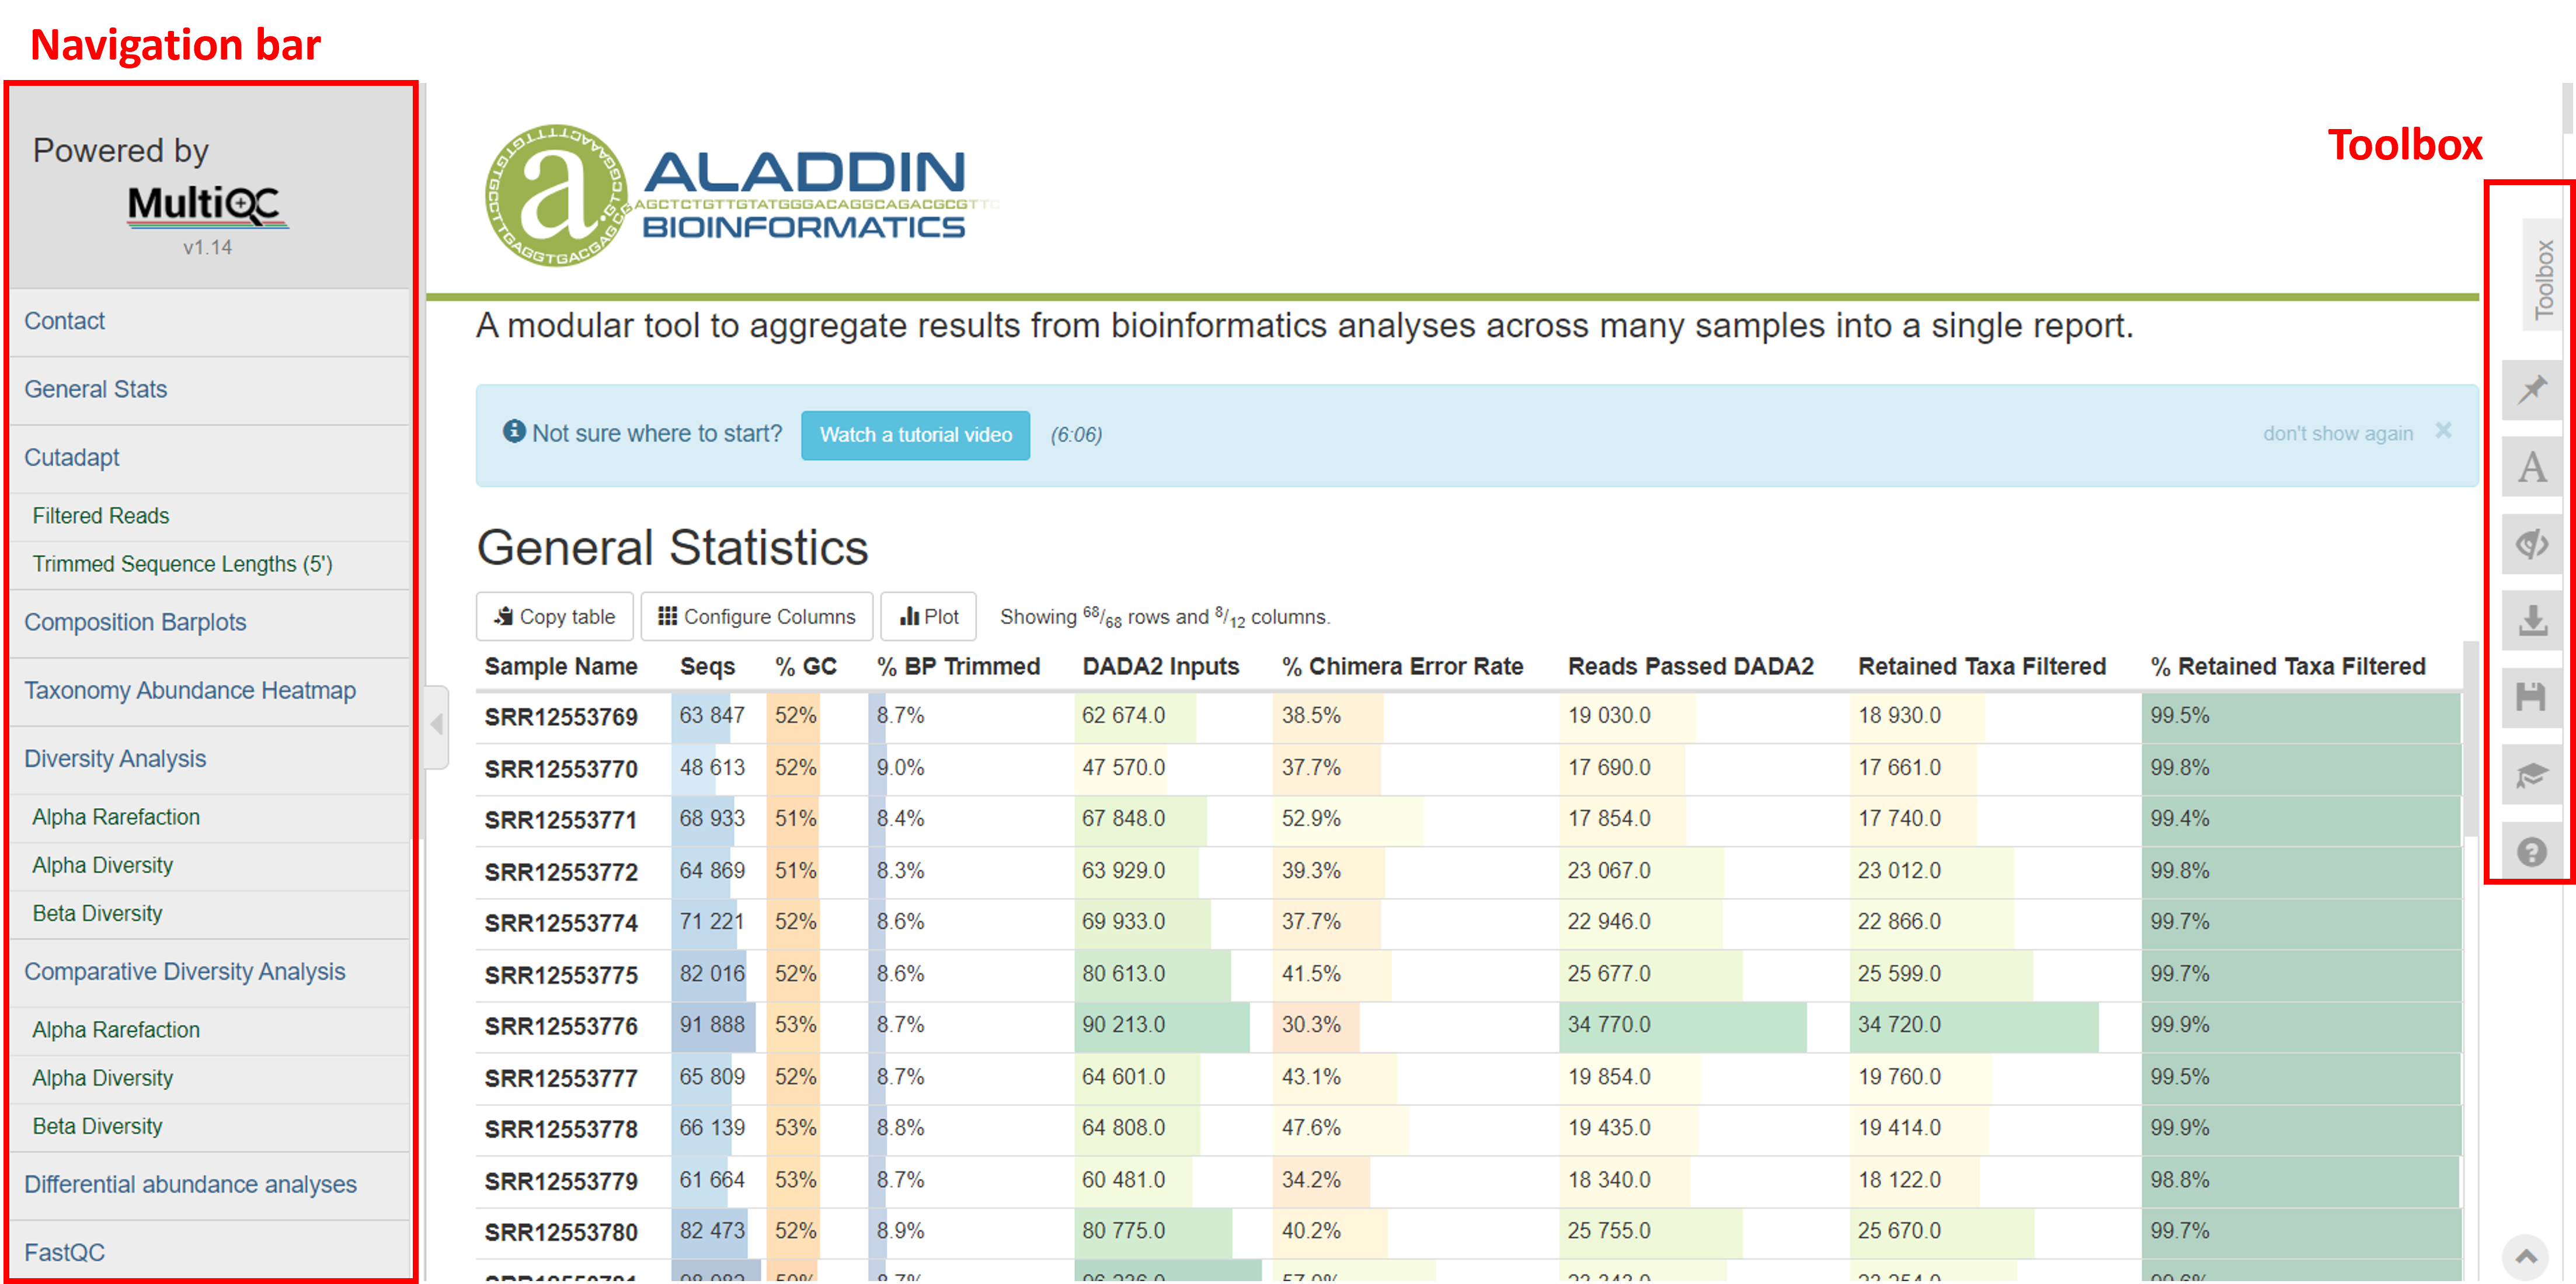 Navigation bar
Toolbox
Powered by
MultiQC
v1.14
Contact
General Stats
Cutadapt
Filtered Reads
Trimmed Sequence Lengths (5')
Composition Barplots
Taxonomy Abundance Heatmap
Diversity Analysis
Alpha Rarefaction
Alpha Diversity
Beta Diversity
Comparative Diversity Analysis
Alpha Rarefaction
Alpha Diversity
Beta Diversity
Differential abundance analyses
FastQC
a
ALADDIN
AGCTCTGTTGTATGGGACAGGCAGACGCGTTC
BIOINFORMATICS
A modular tool to aggregate results from bioinformatics analyses across many samples into a single report.
Not sure where to start? Watch a tutorial video (6:06) don't show again ×
General Statistics
Copy table Configure Columns Plot Showing 68/68 rows and 8/12 columns.
Sample Name Seqs % GC % BP Trimmed DADA2 Inputs % Chimera Error Rate Reads Passed DADA2 Retained Taxa Filtered % Retained Taxa Filtered
SRR12553769 63 847 52% 8.7% 62 674.0 38.5% 19 030.0 18 930.0 99.5%
SRR12553770 48 613 52% 9.0% 47 570.0 37.7% 17 690.0 17 661.0 99.8%
SRR12553771 68 933 51% 8.4% 67 848.0 52.9% 17 854.0 17 740.0 99.4%
SRR12553772 64 869 51% 8.3% 63 929.0 39.3% 23 067.0 23 012.0 99.8%
SRR12553774 71 221 52% 8.6% 69 933.0 37.7% 22 946.0 22 866.0 99.7%
SRR12553775 82 016 52% 8.6% 80 613.0 41.5% 25 677.0 25 599.0 99.7%
SRR12553776 91 888 53% 8.7% 90 213.0 30.3% 34 770.0 34 720.0 99.9%
SRR12553777 65 809 52% 8.7% 64 601.0 43.1% 19 854.0 19 760.0 99.5%
SRR12553778 66 139 53% 8.8% 64 808.0 47.6% 19 435.0 19 414.0 99.9%
SRR12553779 61 664 53% 8.7% 60 481.0 34.2% 18 340.0 18 122.0 98.8%
SRR12553780 82 473 52% 8.9% 80 775.0 40.2% 25 755.0 25 670.0 99.7%
Toolbox
A